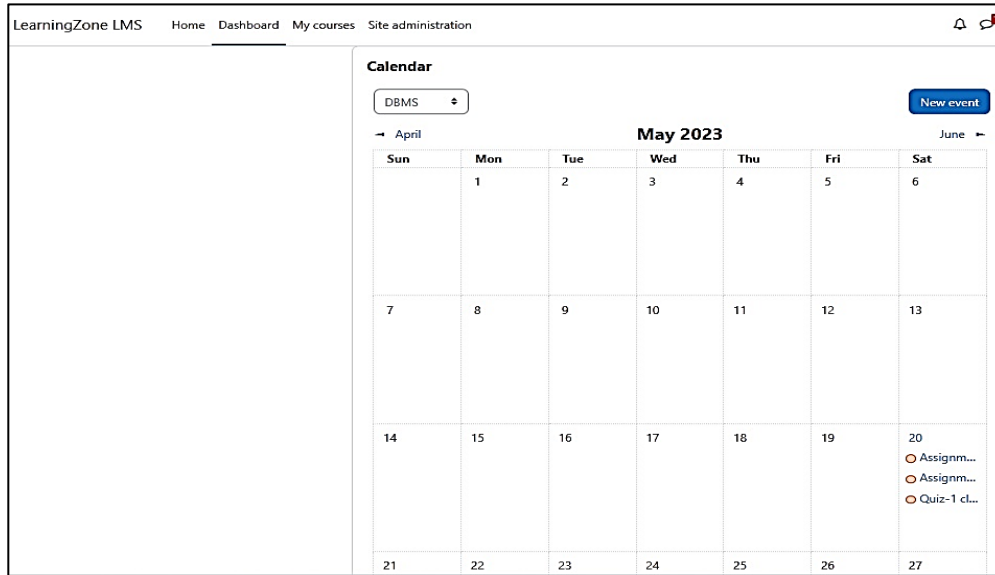 LearningZone LMS Home Dashboard My courses Site administration
Calendar
DBMS New event
April May 2023 June
Sun Mon Tue Wed Thu Fri Sat
1 2 3 4 5 6
7 8 9 10 11 12 13
14 15 16 17 18 19 20
Assignm...
Assignm...
Quiz-1 cl...
21 22 23 24 25 26 27